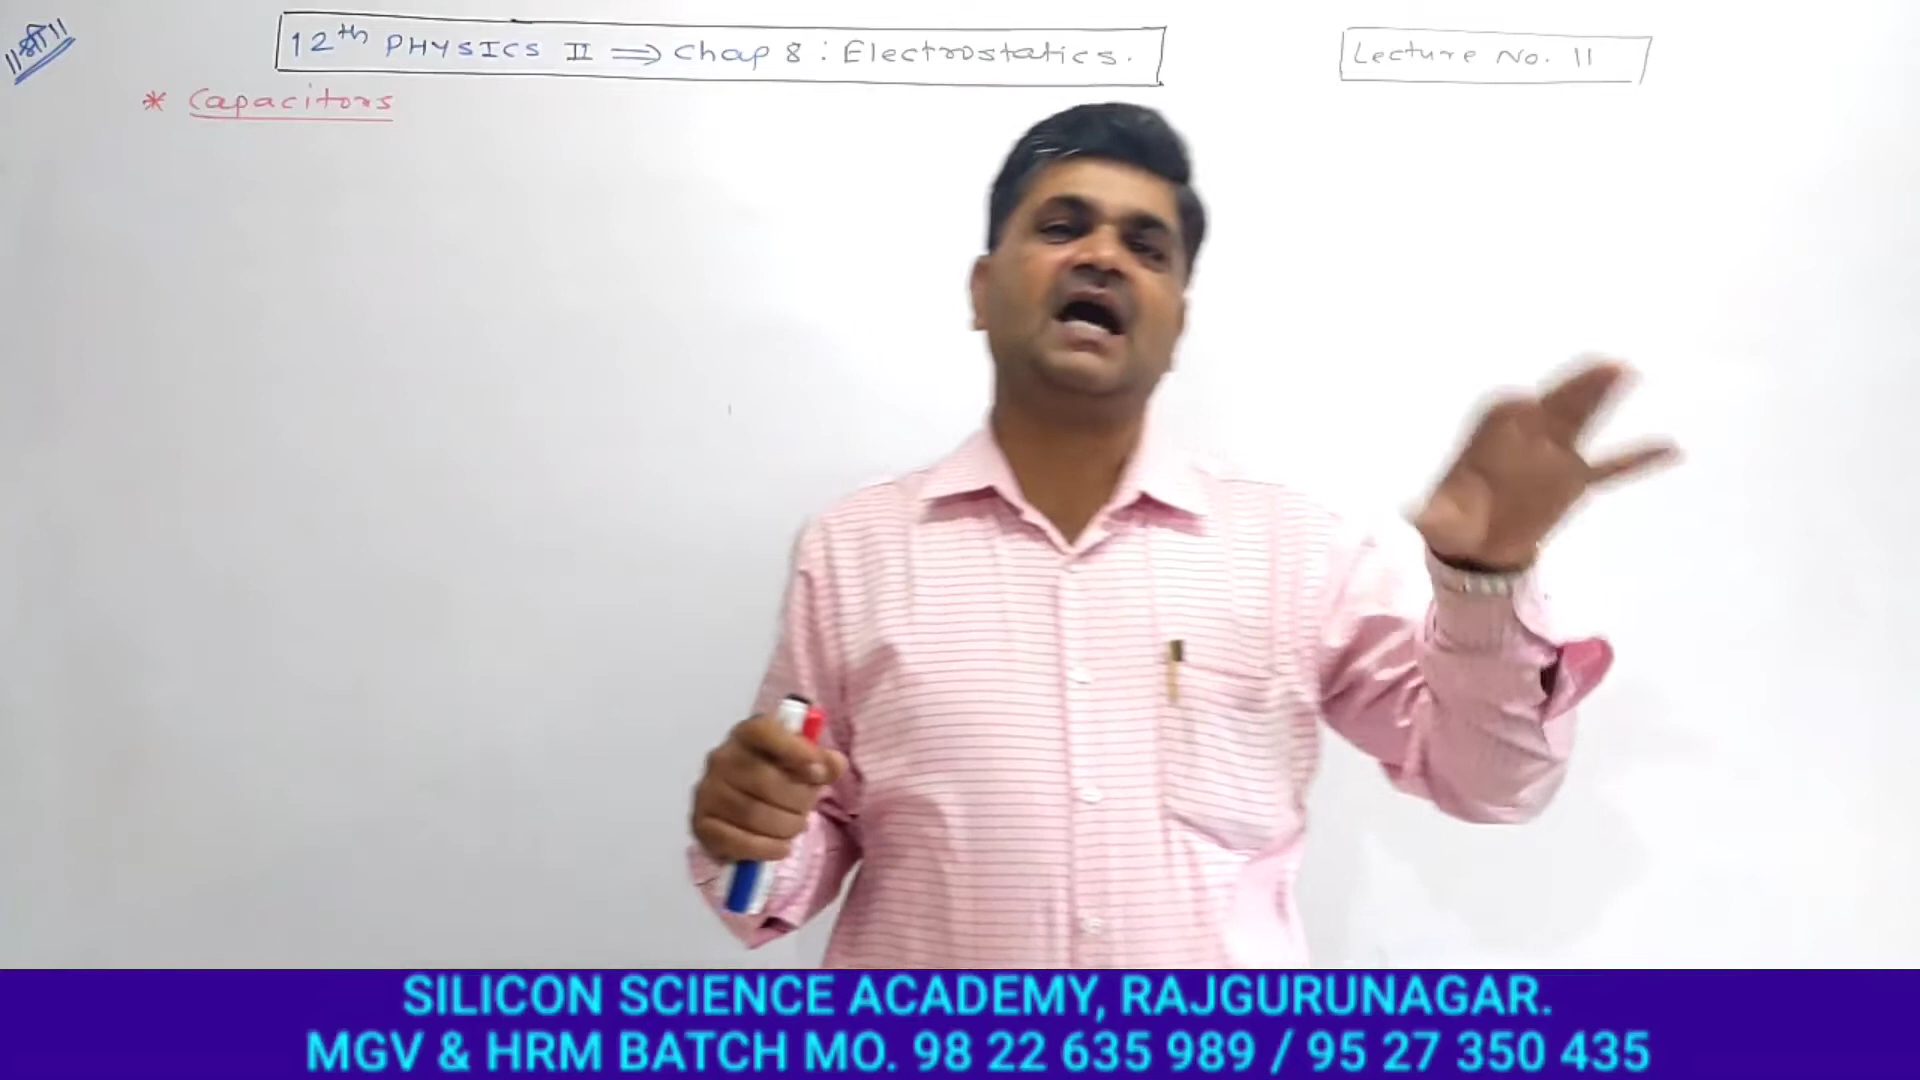 ॥श्री॥
12th PHYSICS II ⇒ Chap 8 : Electrostatics.
Lecture No. 11
* Capacitors
SILICON SCIENCE ACADEMY, RAJGURUNAGAR.
MGV & HRM BATCH MO. 98 22 635 989 / 95 27 350 435